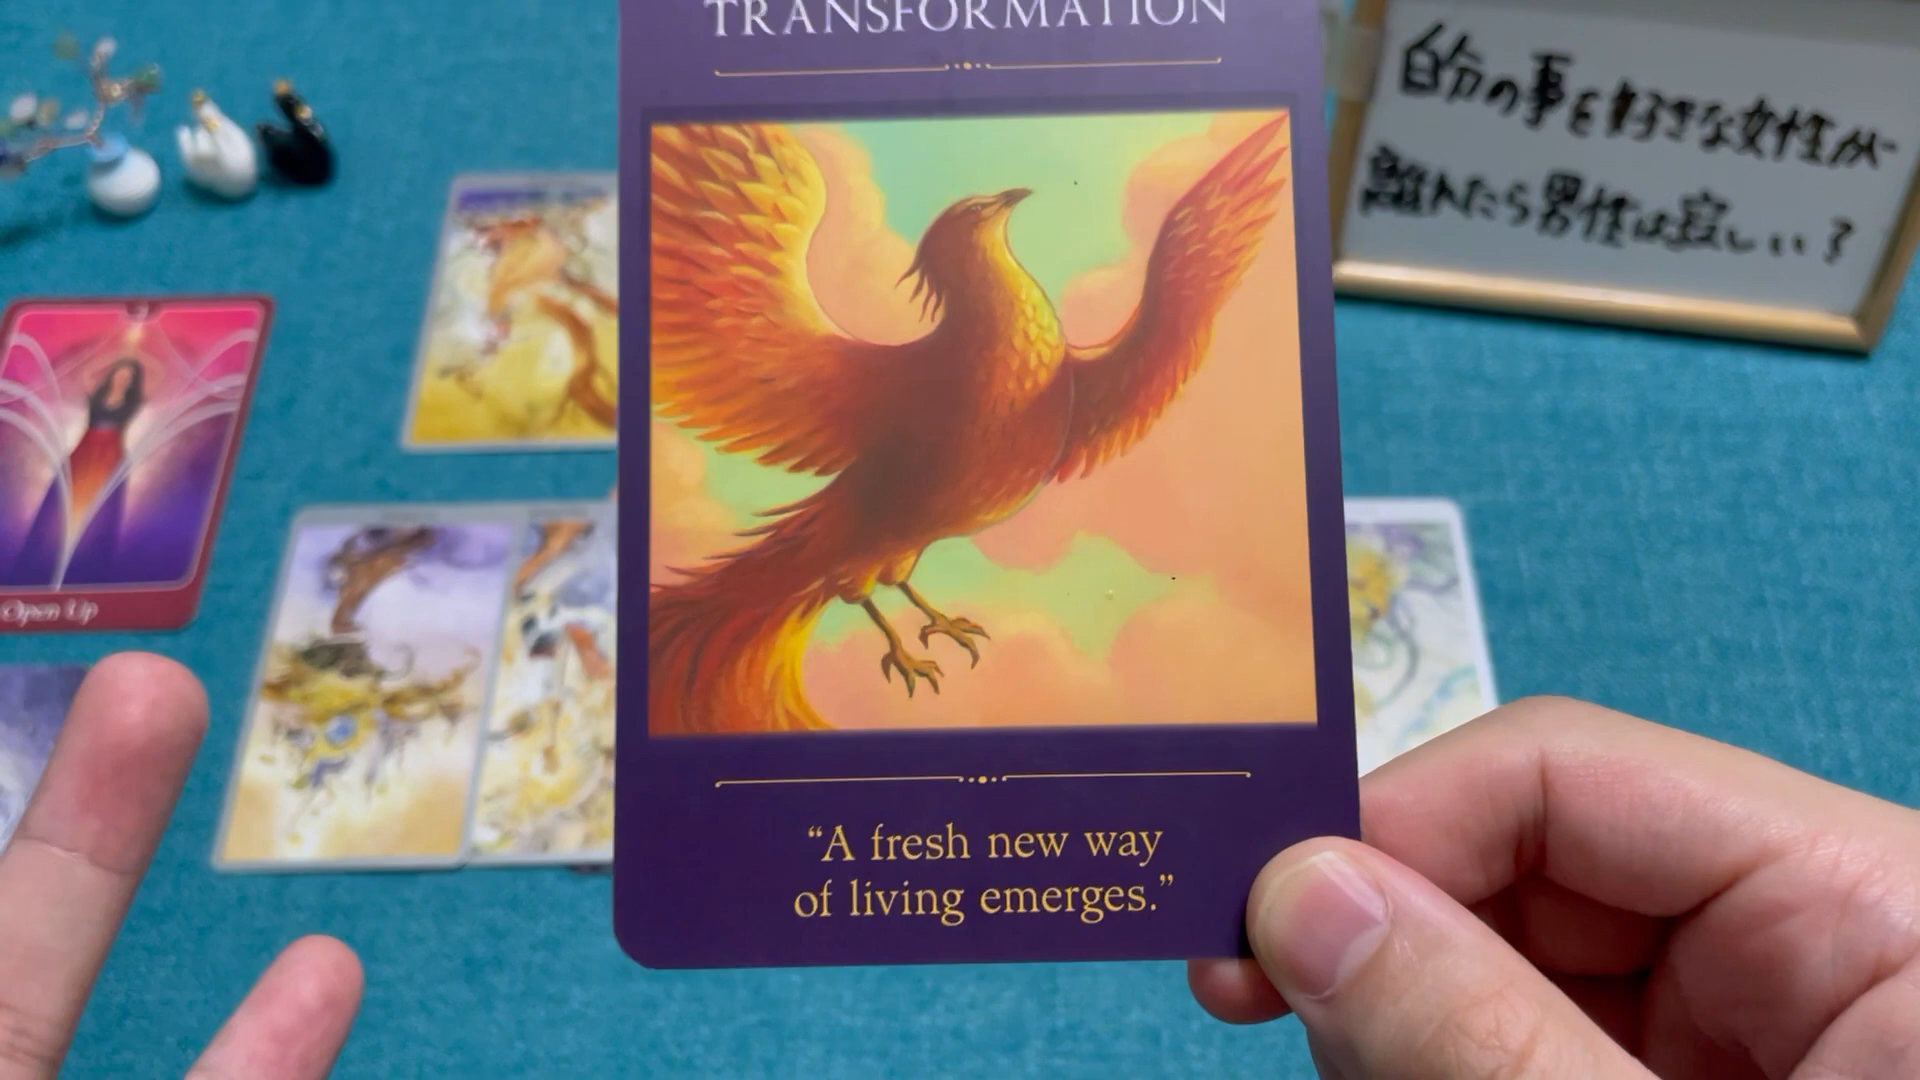 TRANSFORMATION
自分の事を好きな女性が
離れたら男性は寂しい？
Open Up
“A fresh new way
of living emerges.”